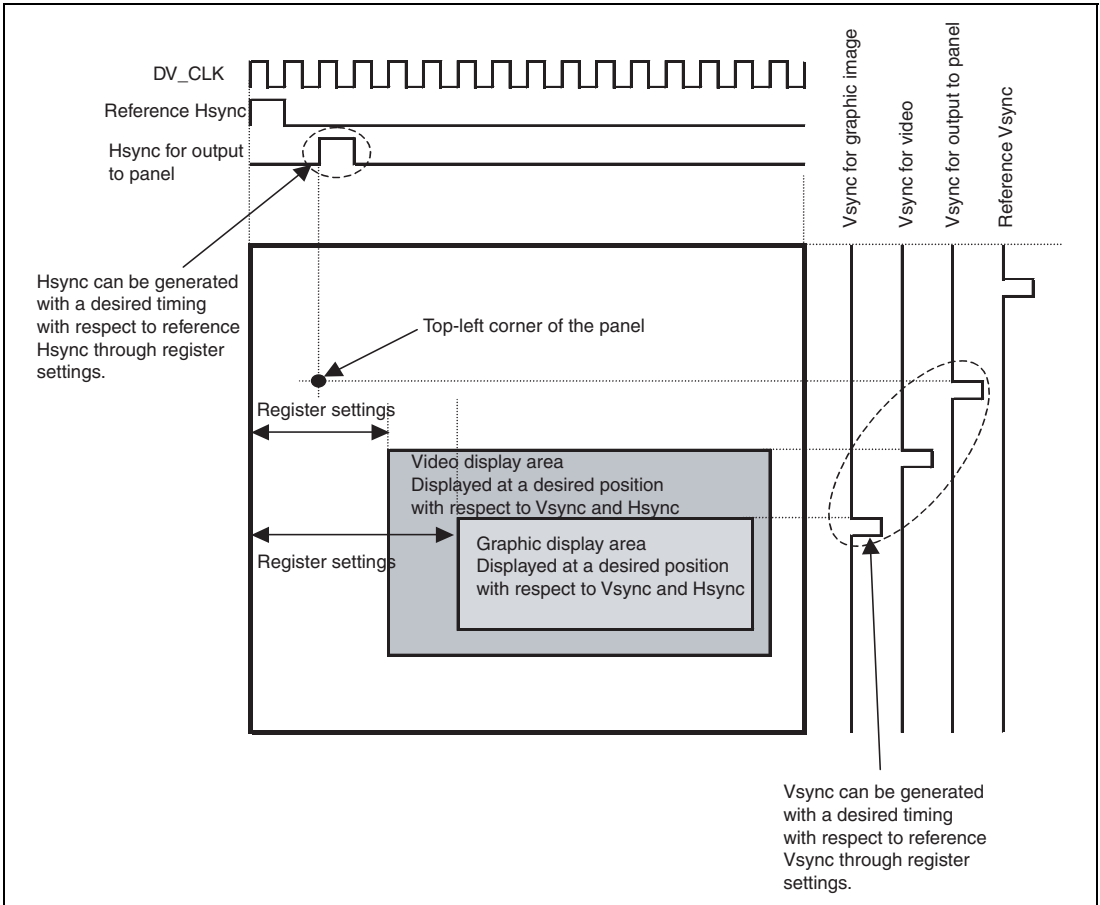 DV_CLK
Reference Hsync
Hsync for output
to panel
Vsync for graphic image
Vsync for video
Vsync for output to panel
Reference Vsync
Hsync can be generated
with a desired timing
with respect to reference
Hsync through register
settings.
Top-left corner of the panel
Register settings
Video display area
Displayed at a desired position
with respect to Vsync and Hsync
Register settings
Graphic display area
Displayed at a desired position
with respect to Vsync and Hsync
Vsync can be generated
with a desired timing
with respect to reference
Vsync through register
settings.